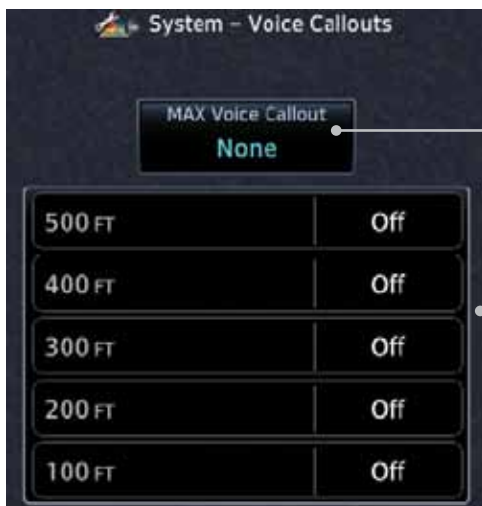 System – Voice Callouts
MAX Voice Callout
None
500 FT Off
400 FT Off
300 FT Off
200 FT Off
100 FT Off